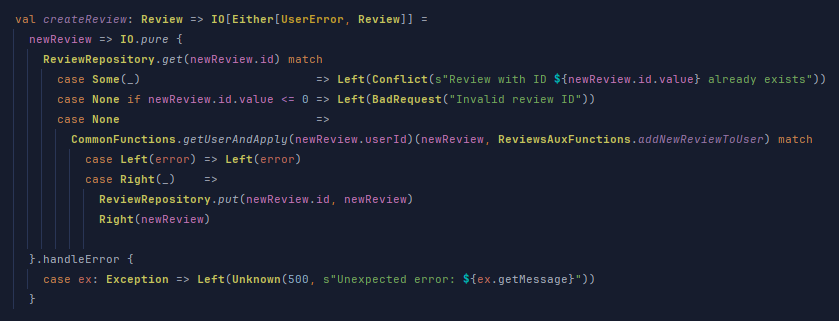 val createReview: Review => IO[Either[UserError, Review]] =
  newReview => IO.pure {
    ReviewRepository.get(newReview.id) match
      case Some(_)                         => Left(Conflict(s"Review with ID ${newReview.id.value} already exists"))
      case None if newReview.id.value <= 0 => Left(BadRequest("Invalid review ID"))
      case None                            =>
        CommonFunctions.getUserAndApply(newReview.userId)(newReview, ReviewsAuxFunctions.addNewReviewToUser) match
          case Left(error) => Left(error)
          case Right(_)    =>
            ReviewRepository.put(newReview.id, newReview)
            Right(newReview)
  }.handleError {
    case ex: Exception => Left(Unknown(500, s"Unexpected error: ${ex.getMessage}"))
  }